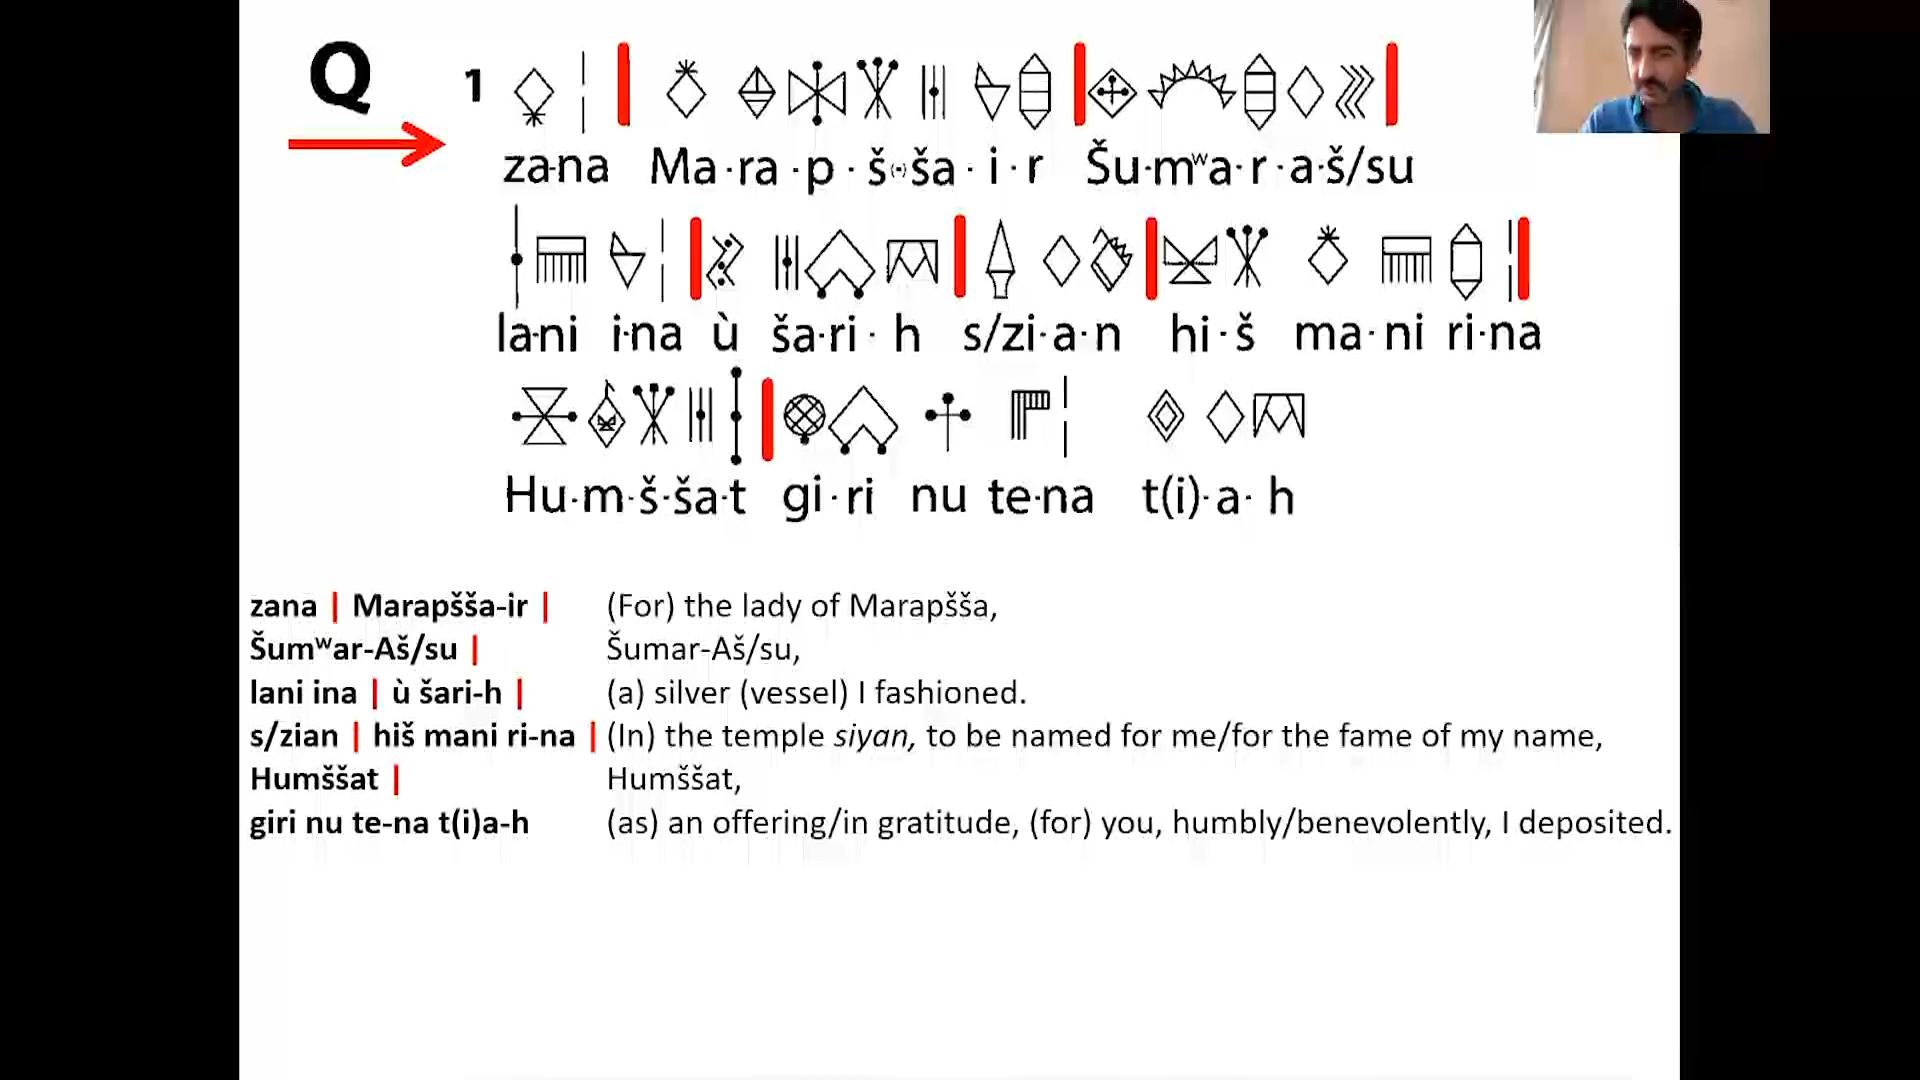 Q 1
za·na Ma·ra·p·š(·)ša·i·r Šu·mʷa·r·a·š/su
la·ni i·na ù ša·ri·h s/zi·a·n hi·š ma·ni ri·na
Hu·m·š·ša·t gi·ri nu te·na t(i)·a·h
zana | Marapšša-ir | (For) the lady of Marapšša,
Šumʷar-Aš/su | Šumar-Aš/su,
lani ina | ù šari-h | (a) silver (vessel) I fashioned.
s/zian | hiš mani ri-na | (In) the temple siyan, to be named for me/for the fame of my name,
Humššat | Humššat,
giri nu te-na t(i)a-h (as) an offering/in gratitude, (for) you, humbly/benevolently, I deposited.